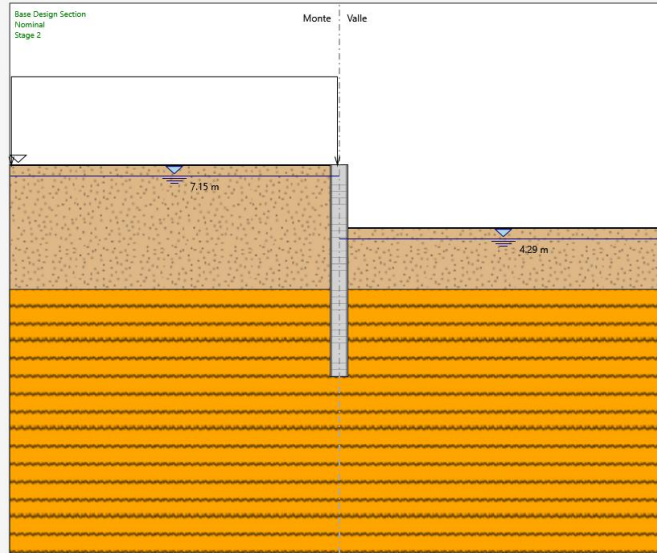 Base Design Section
Nominal
Stage 2
Monte Valle
7.15 m
4.29 m